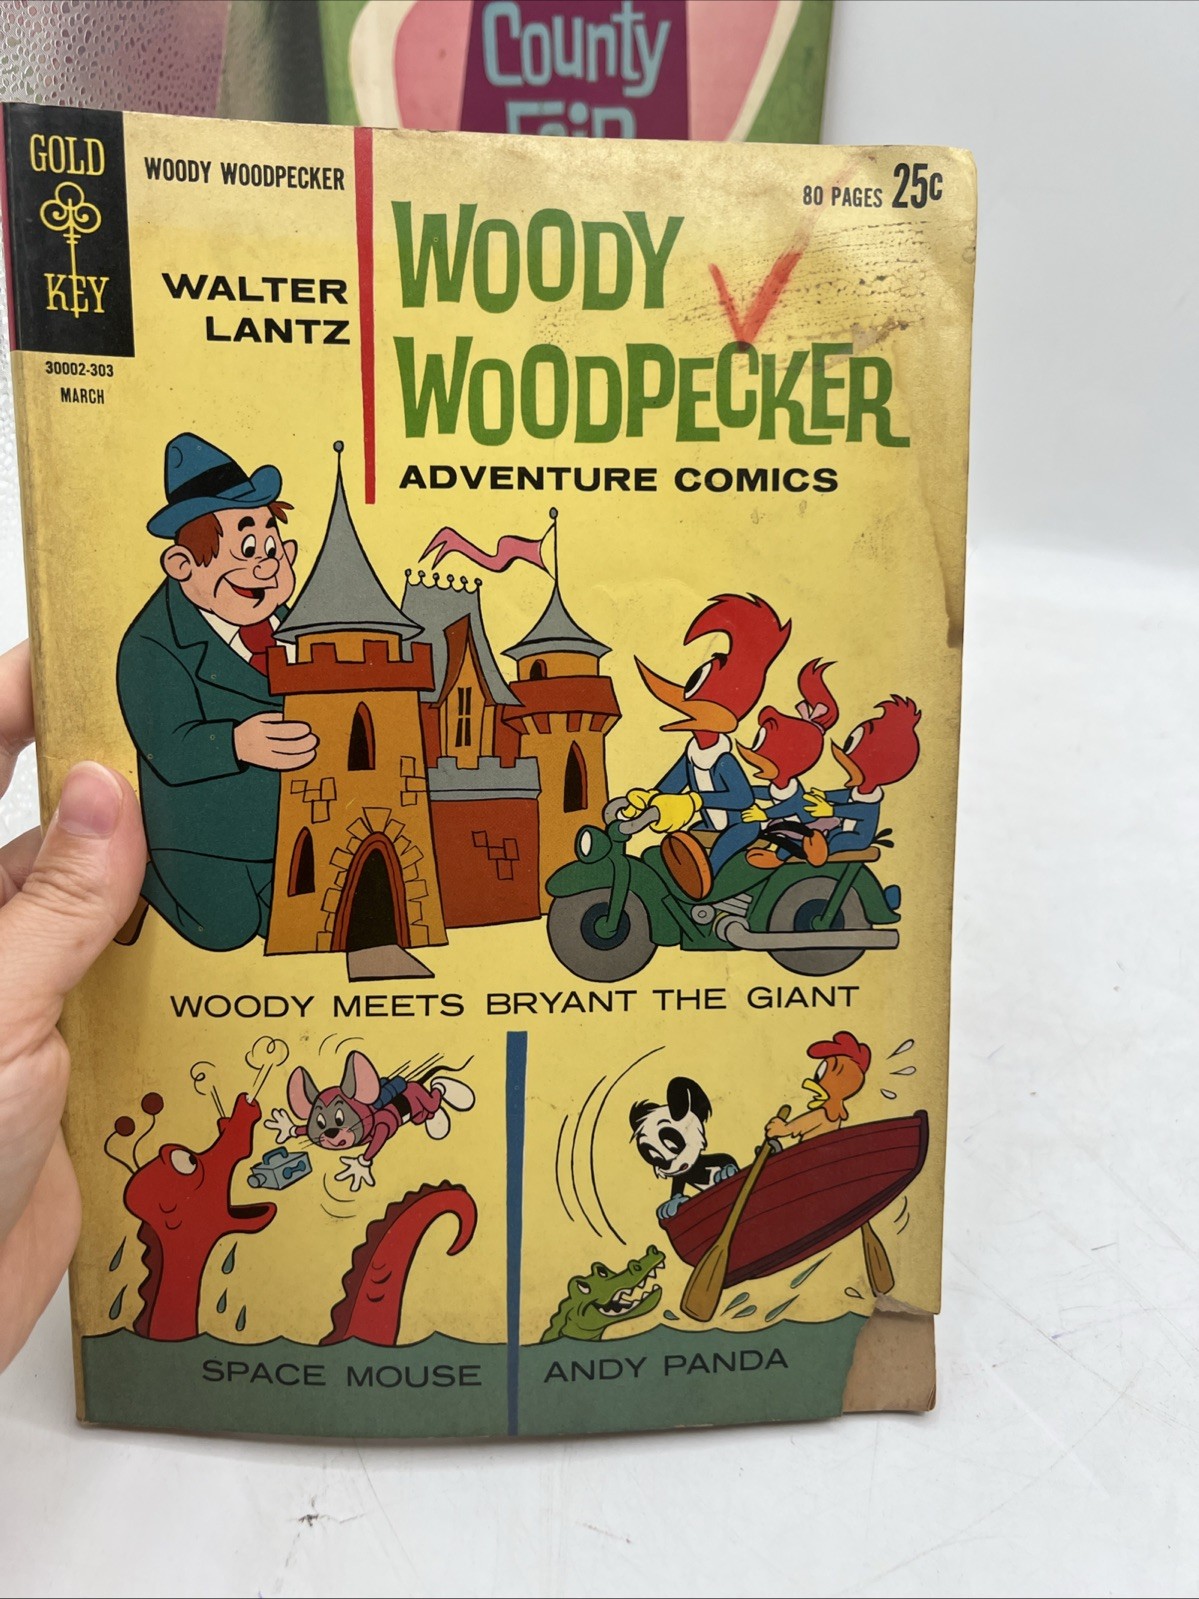 County
Fair
GOLD
KEY
30002-303
MARCH
WOODY WOODPECKER
WALTER
LANTZ
80 PAGES 25c
WOODY
WOODPECKER
ADVENTURE COMICS
WOODY MEETS BRYANT THE GIANT
SPACE MOUSE
ANDY PANDA